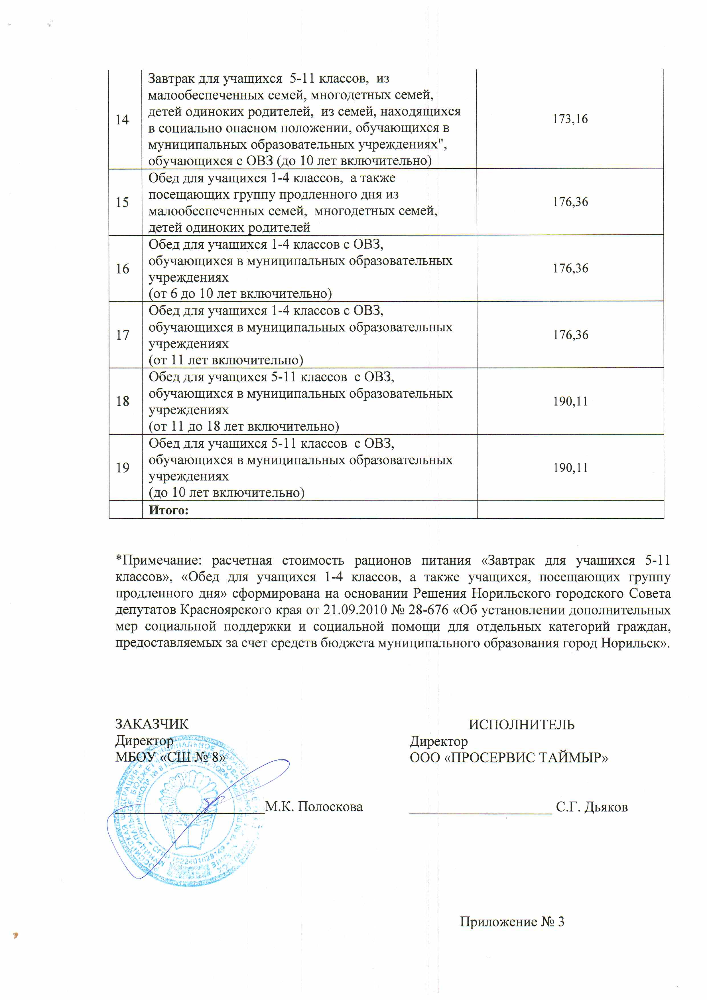 14
Завтрак для учащихся 5-11 классов, из
малообеспеченных семей, многодетных семей,
детей одиноких родителей, из семей, находящихся
в социально опасном положении, обучающихся в
муниципальных образовательных учреждениях",
обучающихся с ОВЗ (до 10 лет включительно)
173,16
15
Обед для учащихся 1-4 классов, а также
посещающих группу продленного дня из
малообеспеченных семей, многодетных семей,
детей одиноких родителей
176,36
16
Обед для учащихся 1-4 классов с ОВЗ,
обучающихся в муниципальных образовательных
учреждениях
(от 6 до 10 лет включительно)
176,36
17
Обед для учащихся 1-4 классов с ОВЗ,
обучающихся в муниципальных образовательных
учреждениях
(от 11 лет включительно)
176,36
18
Обед для учащихся 5-11 классов с ОВЗ,
обучающихся в муниципальных образовательных
учреждениях
(от 11 до 18 лет включительно)
190,11
19
Обед для учащихся 5-11 классов с ОВЗ,
обучающихся в муниципальных образовательных
учреждениях
(до 10 лет включительно)
190,11
Итого:
*Примечание: расчетная стоимость рационов питания «Завтрак для учащихся 5-11
классов», «Обед для учащихся 1-4 классов, а также учащихся, посещающих группу
продленного дня» сформирована на основании Решения Норильского городского Совета
депутатов Красноярского края от 21.09.2010 № 28-676 «Об установлении дополнительных
мер социальной поддержки и социальной помощи для отдельных категорий граждан,
предоставляемых за счет средств бюджета муниципального образования город Норильск».
ЗАКАЗЧИК
Директор
МБОУ «СШ № 8»
М.К. Полоскова
ИСПОЛНИТЕЛЬ
Директор
ООО «ПРОСЕРВИС ТАЙМЫР»
С.Г. Дьяков
РОССИЙСКАЯ ФЕДЕРАЦИЯ * МУНИЦИПАЛЬНОЕ
Приложение № 3